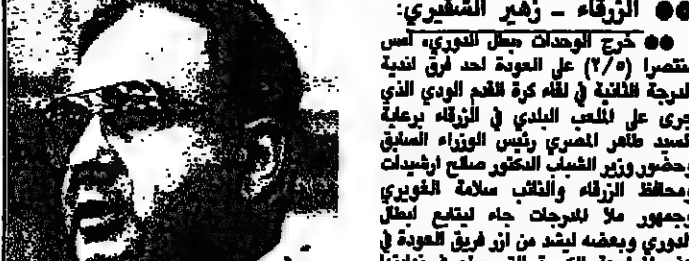 ●● الزرقاء ـ زهير الشقيري:
●● خرج الوحدات بطل الدوري، امس
منتصرا (٢/٥) على العودة احد فرق اندية
الدرجة الثانية في لقاء كرة القدم الودي الذي
جرى على الملعب البلدي في الزرقاء برعاية
السيد طاهر المصري رئيس الوزراء السابق
وحضور وزير الشباب الدكتور صالح ارشيدات
ومحافظ الزرقاء والنائب سلامة الغويري
وجمهور ملأ المدرجات جاء ليتابع ابطال
الدوري وبعضه ليشد من ازر فريق العودة في